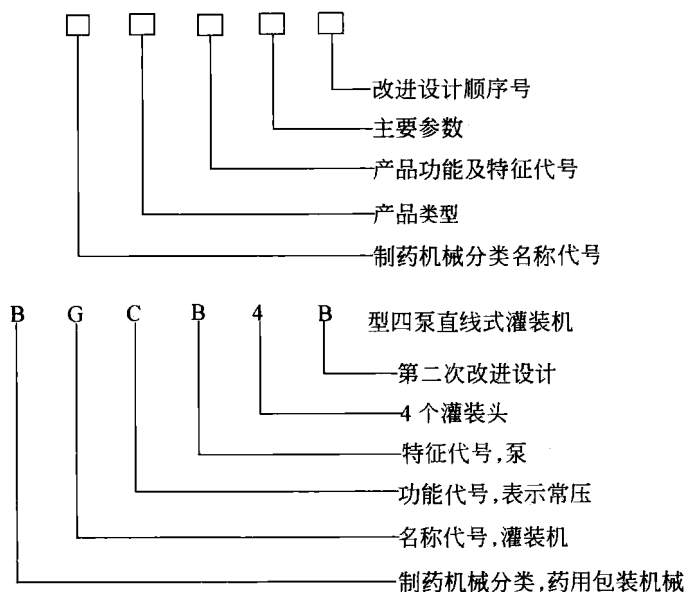 改进设计顺序号
主要参数
产品功能及特征代号
产品类型
制药机械分类名称代号
B G C B 4 B 型四泵直线式灌装机
第二次改进设计
4 个灌装头
特征代号,泵
功能代号,表示常压
名称代号,灌装机
制药机械分类,药用包装机械